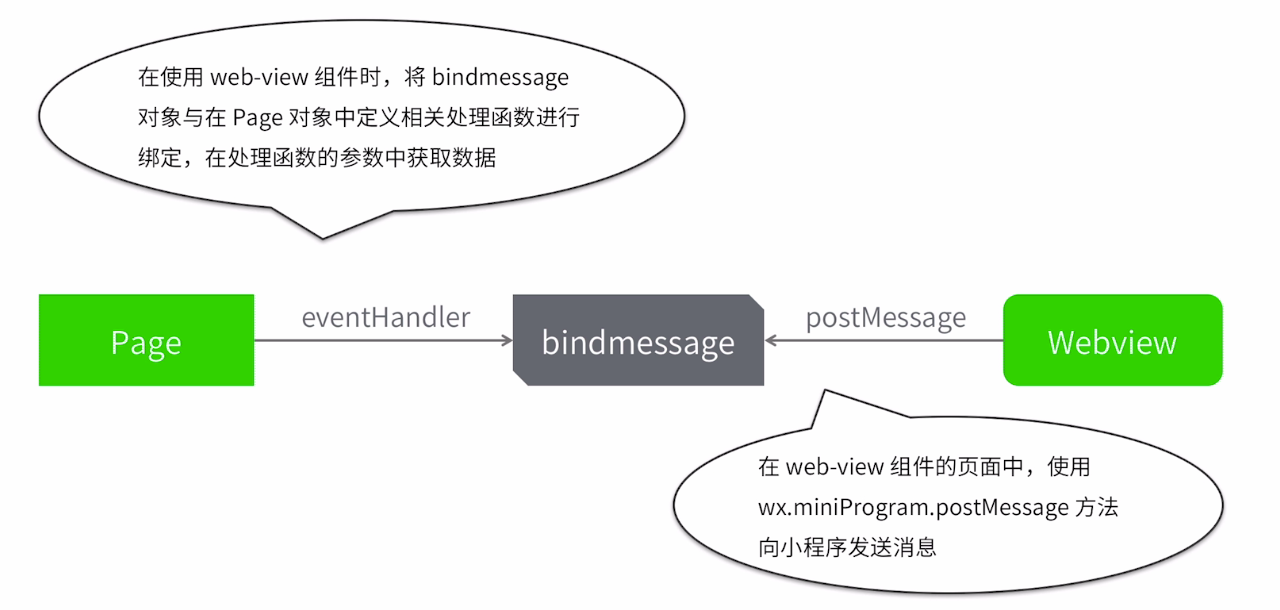 在使用 web-view 组件时，将 bindmessage
对象与在 Page 对象中定义相关处理函数进行
绑定，在处理函数的参数中获取数据
Page
eventHandler
bindmessage
postMessage
Webview
在 web-view 组件的页面中，使用
wx.miniProgram.postMessage 方法
向小程序发送消息